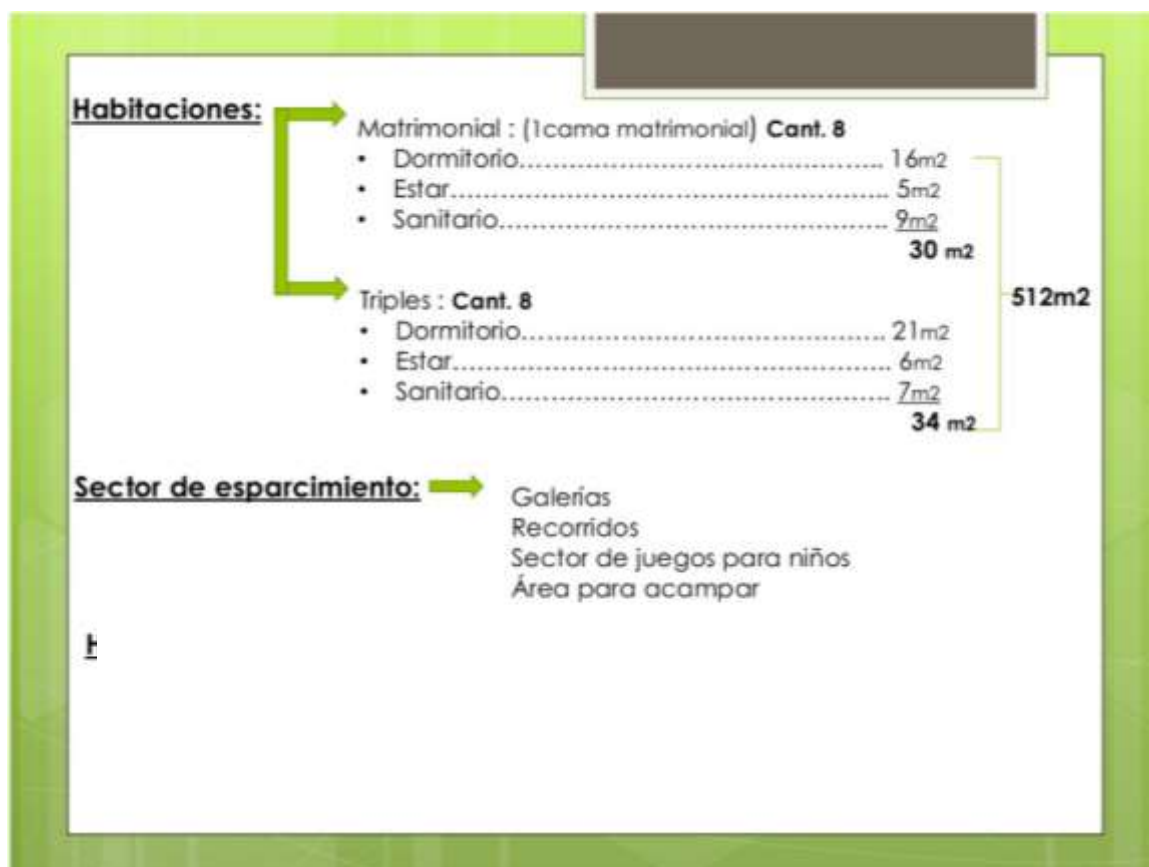 Habitaciones:
Matrimonial : (1cama matrimonial) Cant. 8
• Dormitorio……………………………………….. 16m2
• Estar…………………………………………………. 5m2
• Sanitario…………………………………………… 9m2
30 m2
Triples : Cant. 8
• Dormitorio……………………………………….. 21m2
• Estar…………………………………………………. 6m2
• Sanitario…………………………………………… 7m2
34 m2
512m2
Sector de esparcimiento:
Galerías
Recorridos
Sector de juegos para niños
Área para acampar